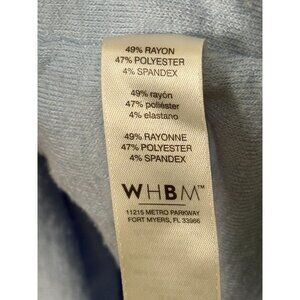 49% RAYON
47% POLYESTER
4% SPANDEX
49% rayón
47% poliéster
4% elastano
49% RAYONNE
47% POLYESTER
4% SPANDEX
WHBM™
11215 METRO PARKWAY
FORT MYERS, FL 33966